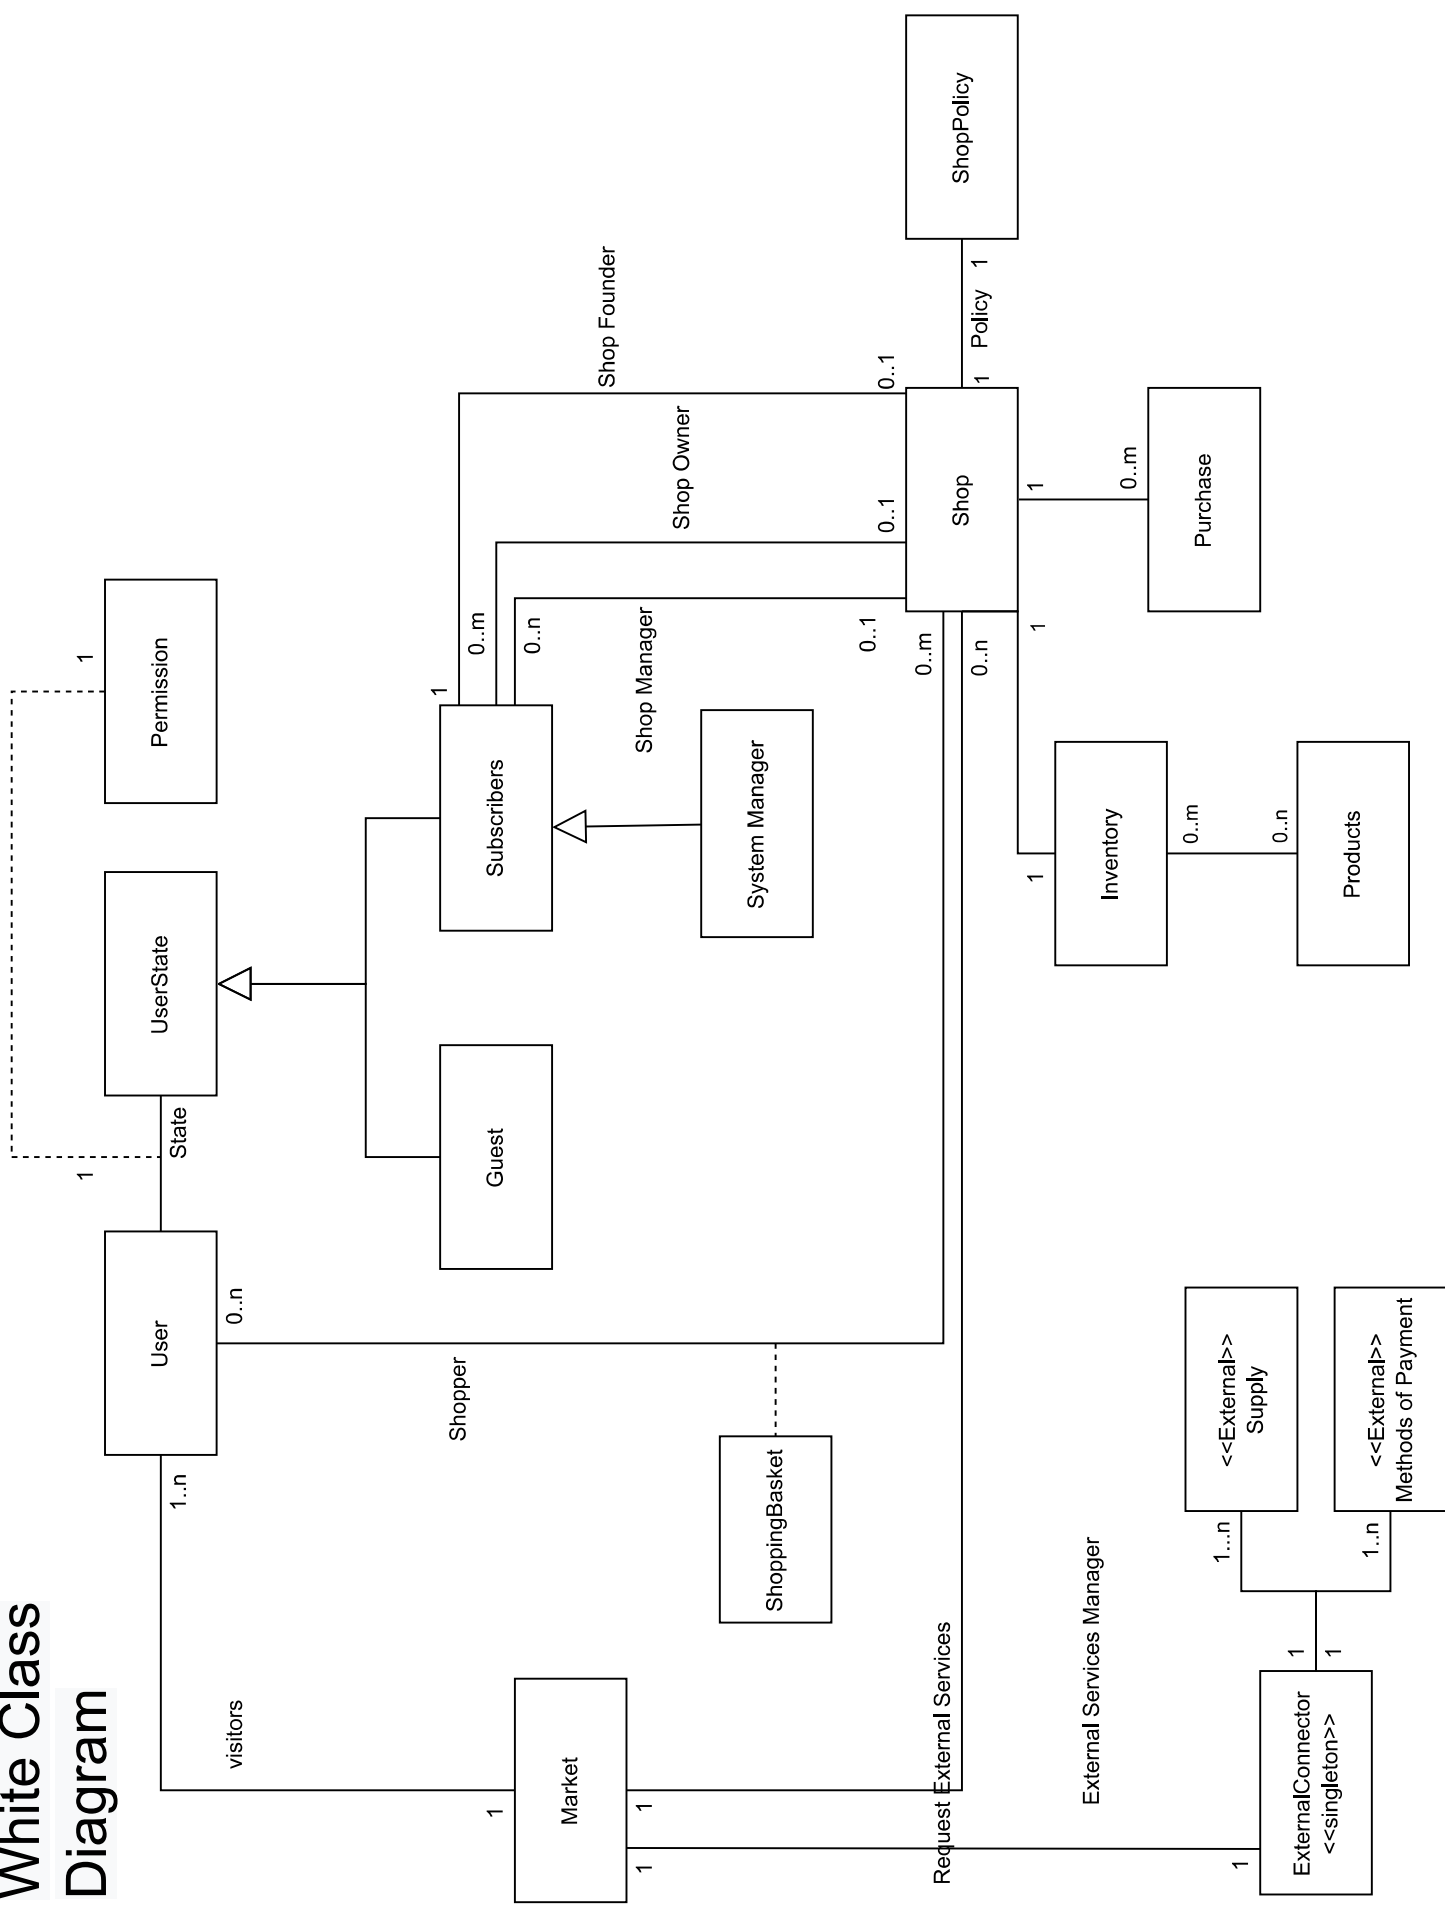 White Class
Diagram
User
State
UserState
Permission
1
1
1..n
0..n
visitors
Shopper
Guest
Subscribers
1
0..m
0..n
Shop Founder
Shop Owner
Shop Manager
System Manager
Market
1
1
1
ShoppingBasket
0..1
0..1
0..1
0..m
0..n
Request External Services
Shop
1
Policy
1
ShopPolicy
1
1
1
Inventory
0..m
0..n
Products
0..m
Purchase
External Services Manager
1
ExternalConnector
<<singleton>>
1
1
1...n
1..n
<<External>>
Supply
<<External>>
Methods of Payment